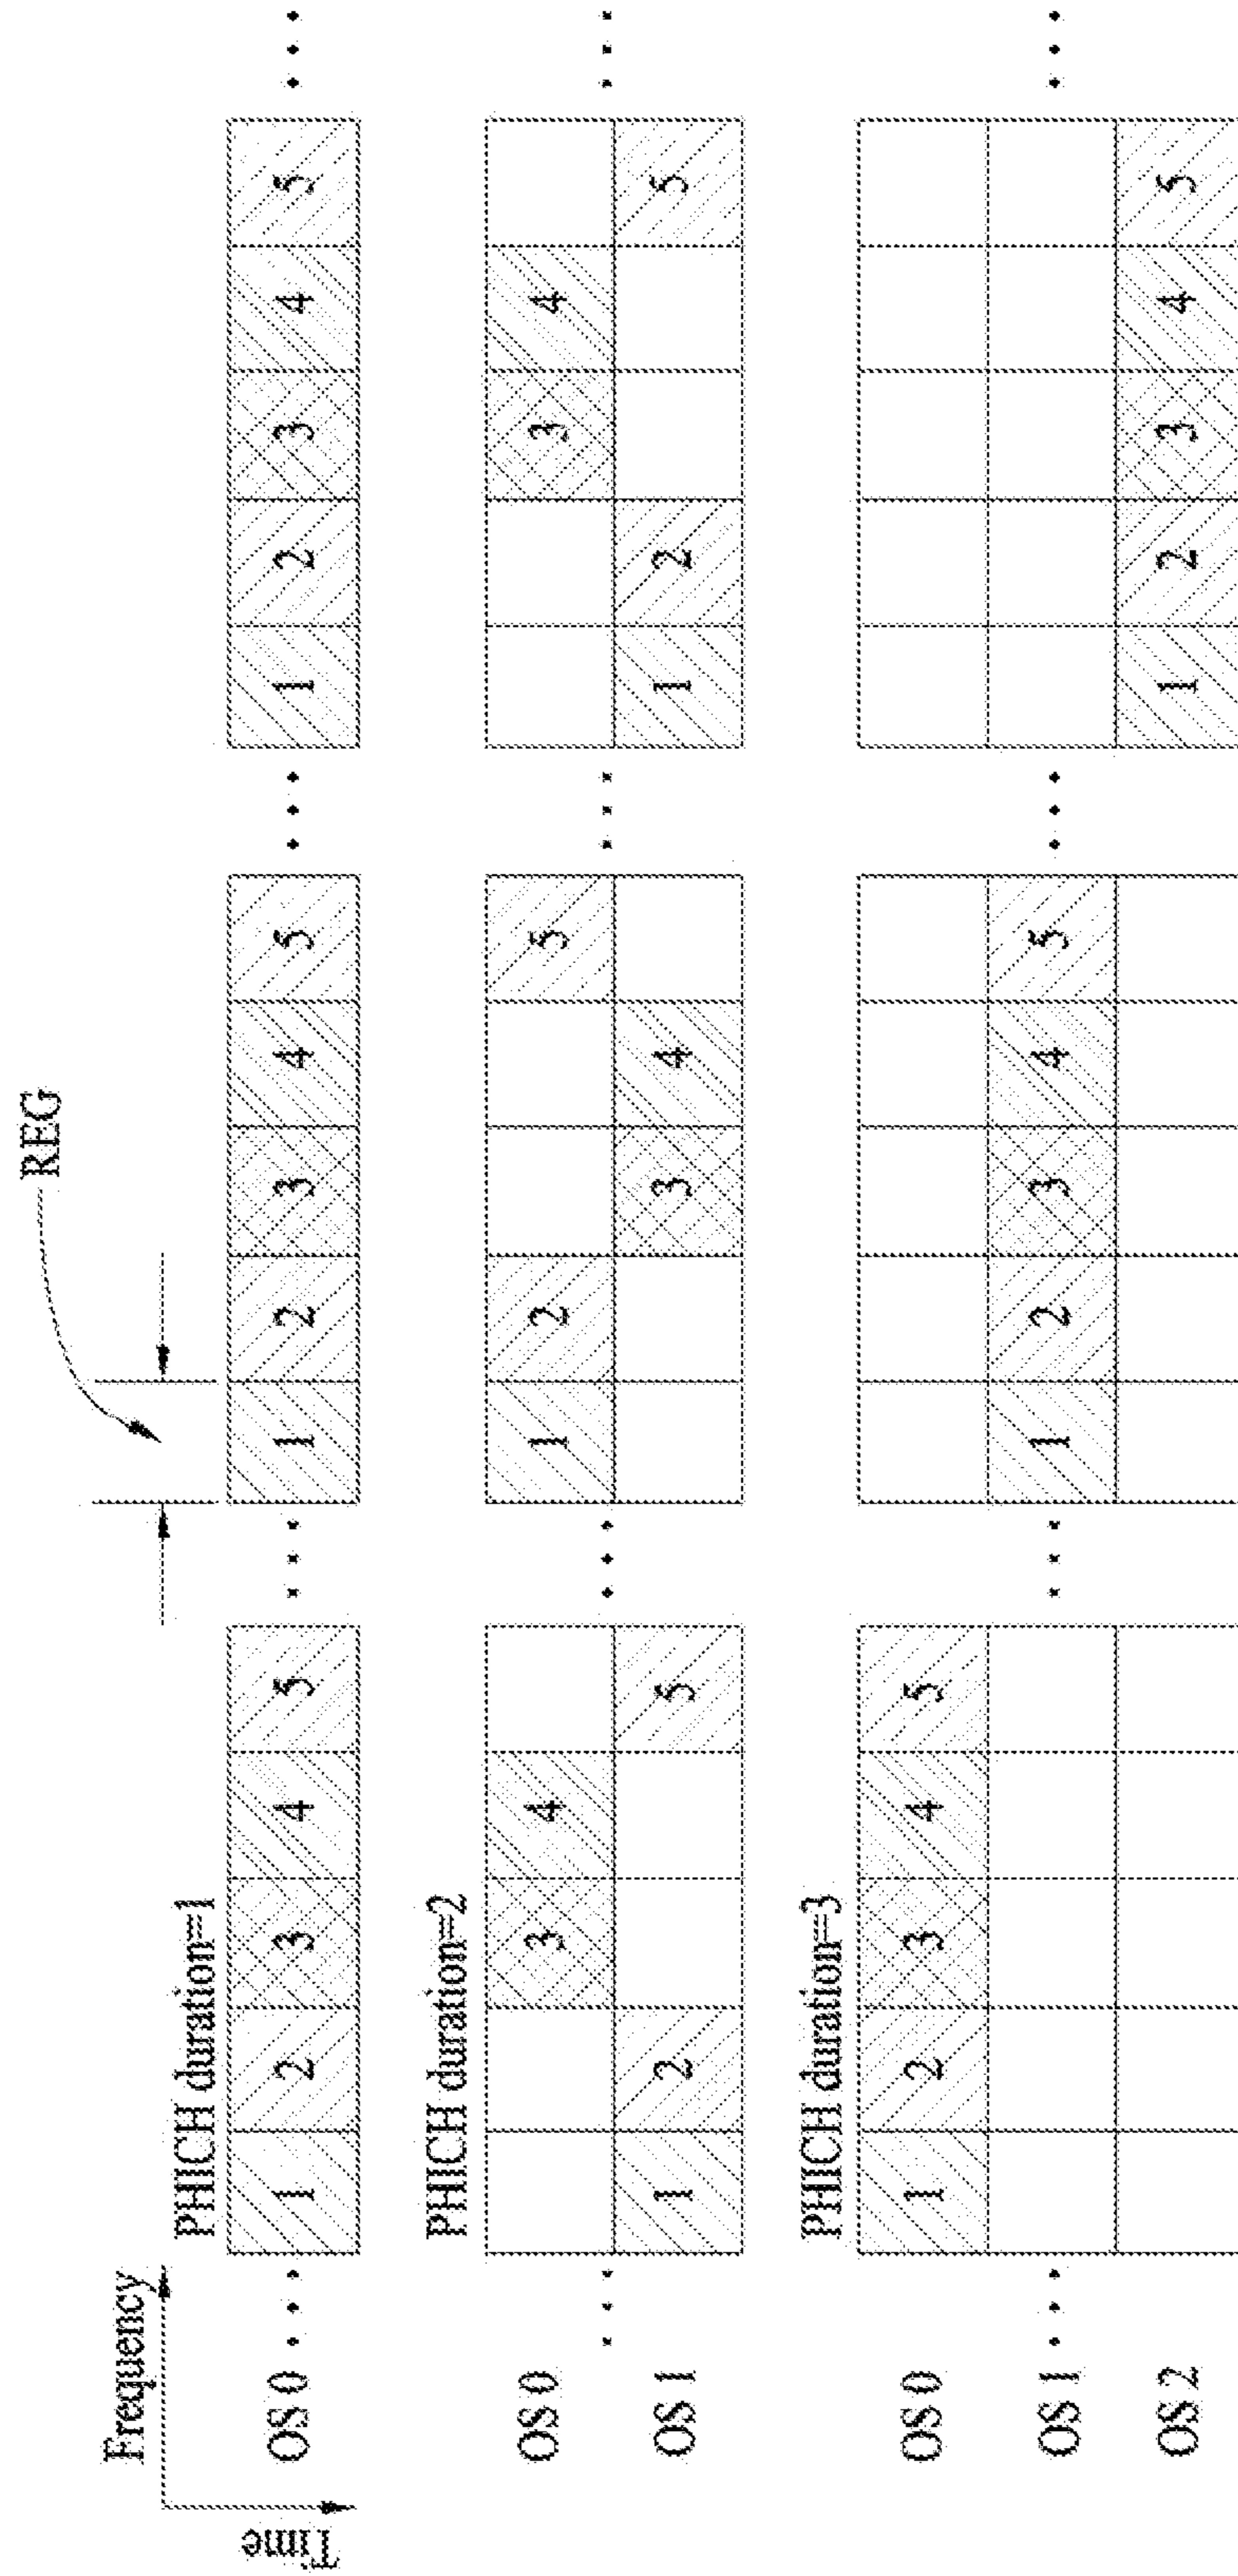 REG
Frequency
Time
PHICH duration=1
OS 0 1 2 3 4 5 1 2 3 4 5 1 2 3 4 5
PHICH duration=2
OS 0 3 4 1 2 5 3 4
OS 1 1 2 5 3 4 1 2 5
PHICH duration=3
OS 0 1 2 3 4 5
OS 1 1 2 3 4 5
OS 2 1 2 3 4 5